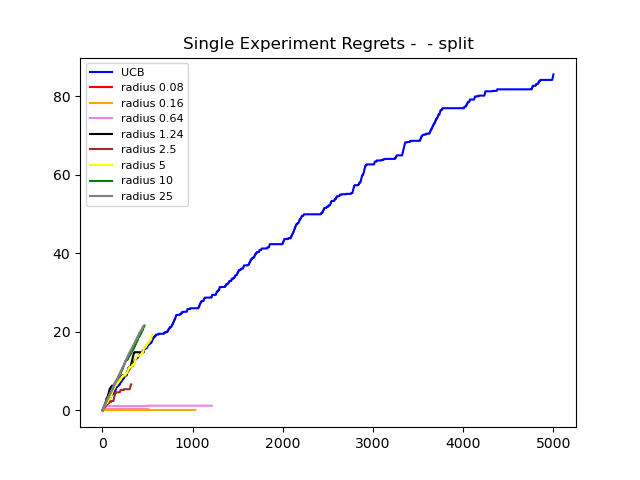 Single Experiment Regrets -  - split
UCB
radius 0.08
radius 0.16
radius 0.64
radius 1.24
radius 2.5
radius 5
radius 10
radius 25
80
60
40
20
0
0 1000 2000 3000 4000 5000